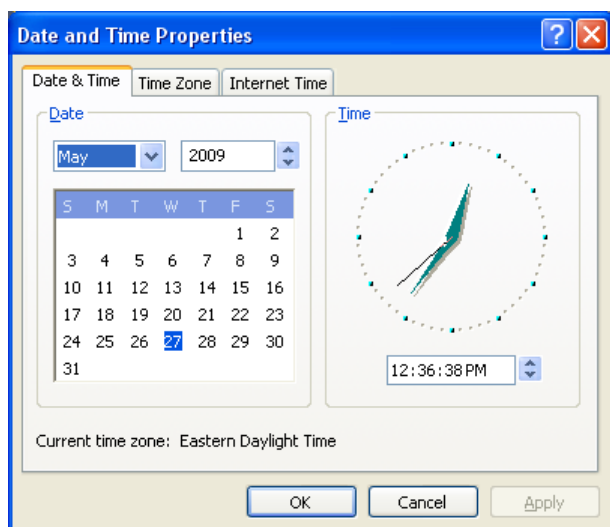 Date and Time Properties
Date & Time
Time Zone
Internet Time
Date
May
2009
S M T W T F S
1 2
3 4 5 6 7 8 9
10 11 12 13 14 15 16
17 18 19 20 21 22 23
24 25 26 27 28 29 30
31
Time
12:36:38 PM
Current time zone: Eastern Daylight Time
OK
Cancel
Apply